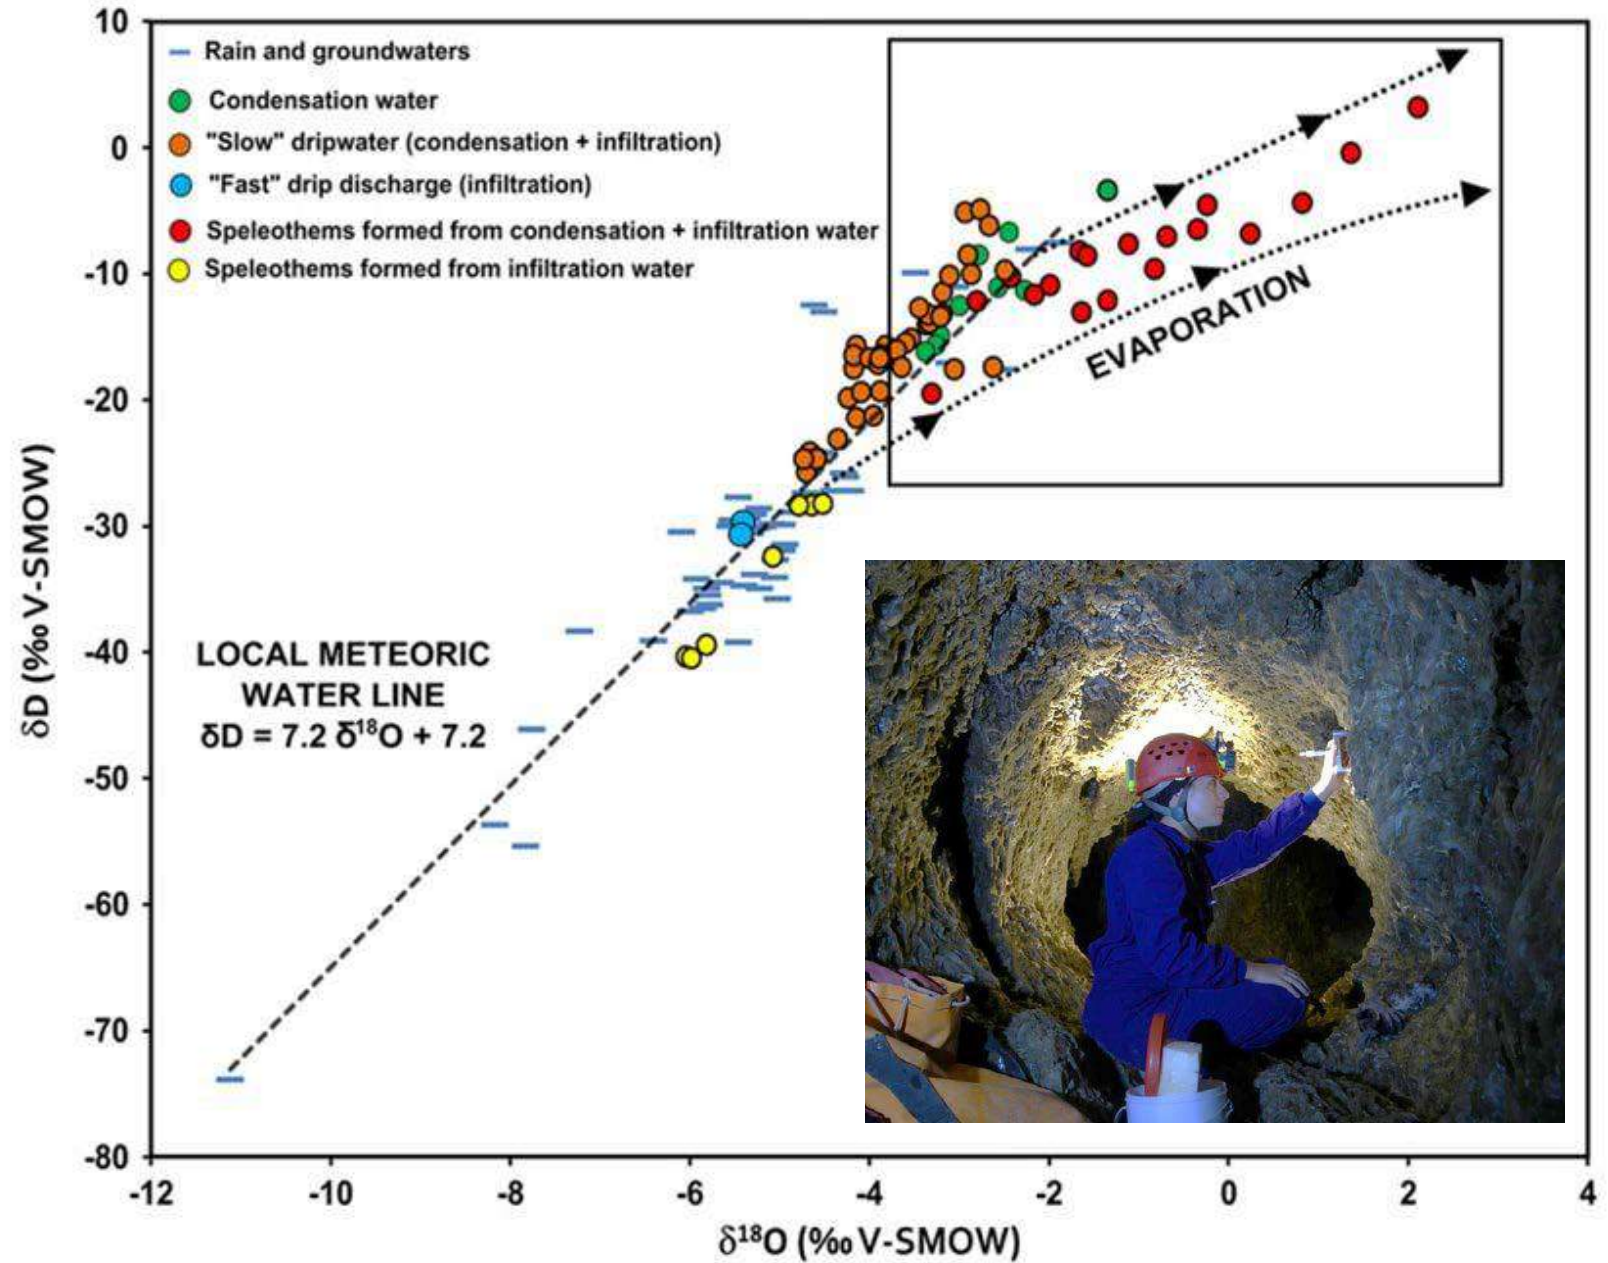 10
0
-10
-20
-30
-40
-50
-60
-70
-80
-12
-10
-8
-6
-4
-2
0
2
4
δD (‰ V-SMOW)
δ¹⁸O (‰ V-SMOW)
Rain and groundwaters
Condensation water
"Slow" dripwater (condensation + infiltration)
"Fast" drip discharge (infiltration)
Speleothems formed from condensation + infiltration water
Speleothems formed from infiltration water
EVAPORATION
LOCAL METEORIC
WATER LINE
δD = 7.2 δ¹⁸O + 7.2